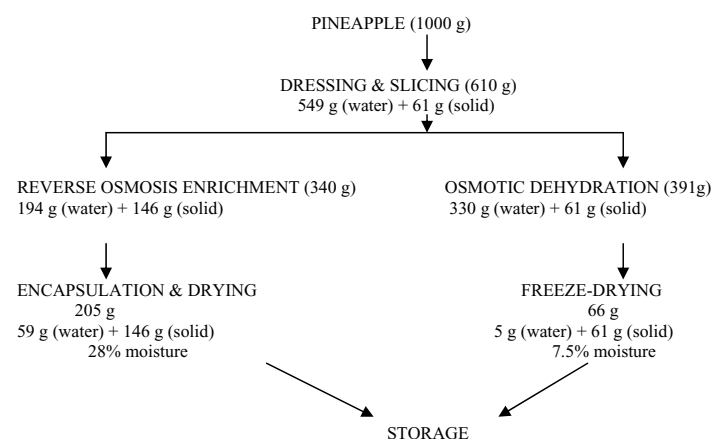 PINEAPPLE (1000 g)
DRESSING & SLICING (610 g)
549 g (water) + 61 g (solid)
REVERSE OSMOSIS ENRICHMENT (340 g)
194 g (water) + 146 g (solid)
OSMOTIC DEHYDRATION (391g)
330 g (water) + 61 g (solid)
ENCAPSULATION & DRYING
205 g
59 g (water) + 146 g (solid)
28% moisture
FREEZE-DRYING
66 g
5 g (water) + 61 g (solid)
7.5% moisture
STORAGE